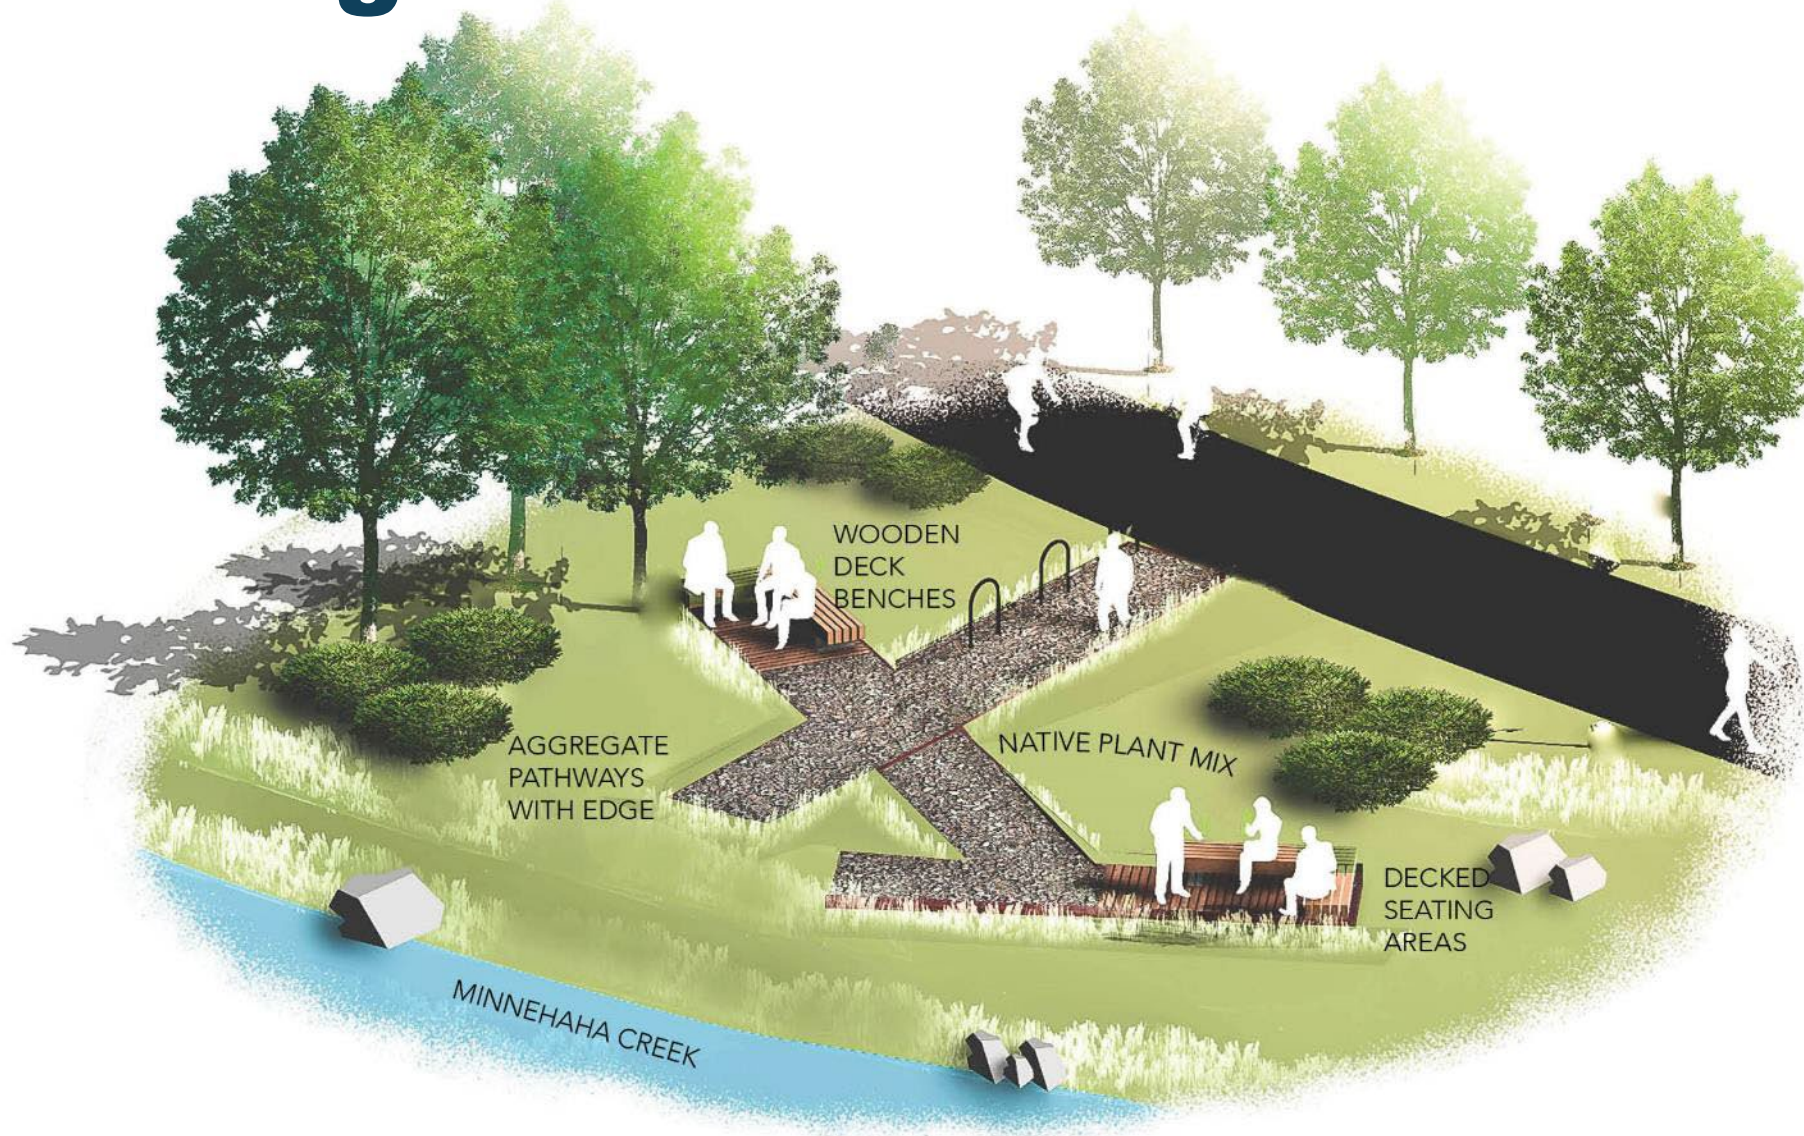 WOODEN
DECK
BENCHES
AGGREGATE
PATHWAYS
WITH EDGE
NATIVE PLANT MIX
DECKED
SEATING
AREAS
MINNEHAHA CREEK